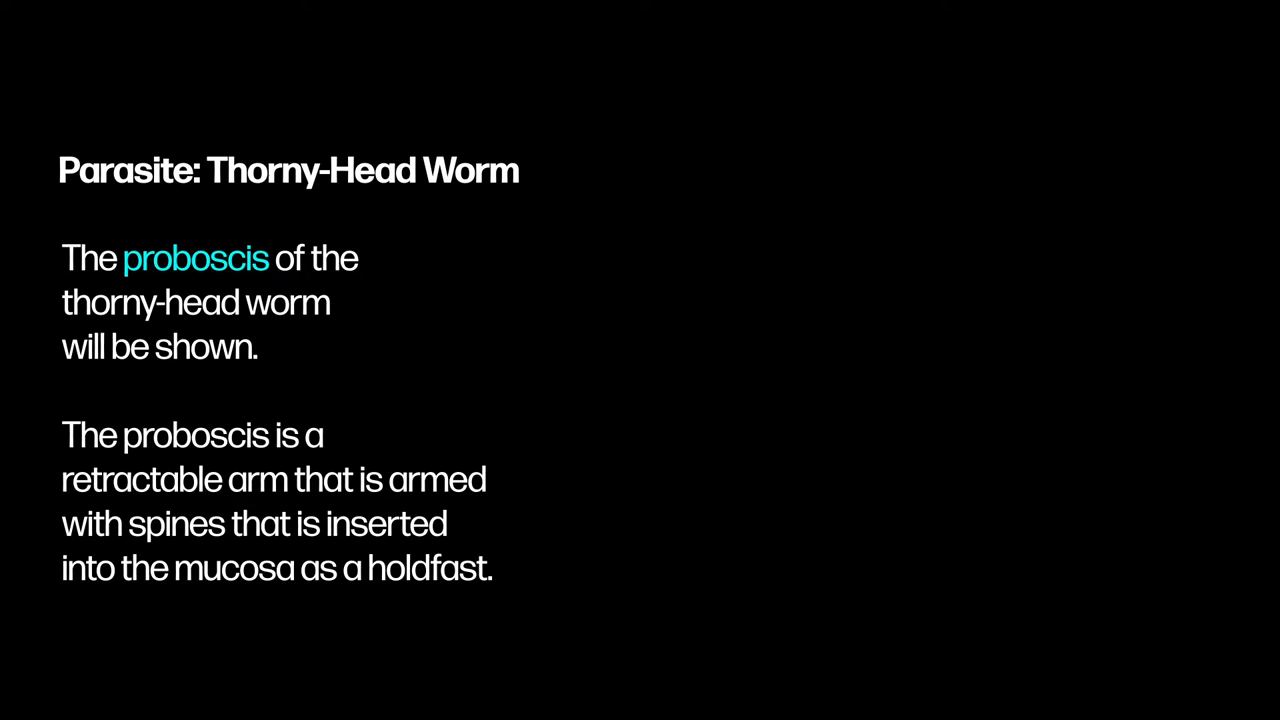 Parasite: Thorny-Head Worm
The proboscis of the
thorny-head worm
will be shown.
The proboscis is a
retractable arm that is armed
with spines that is inserted
into the mucosa as a holdfast.